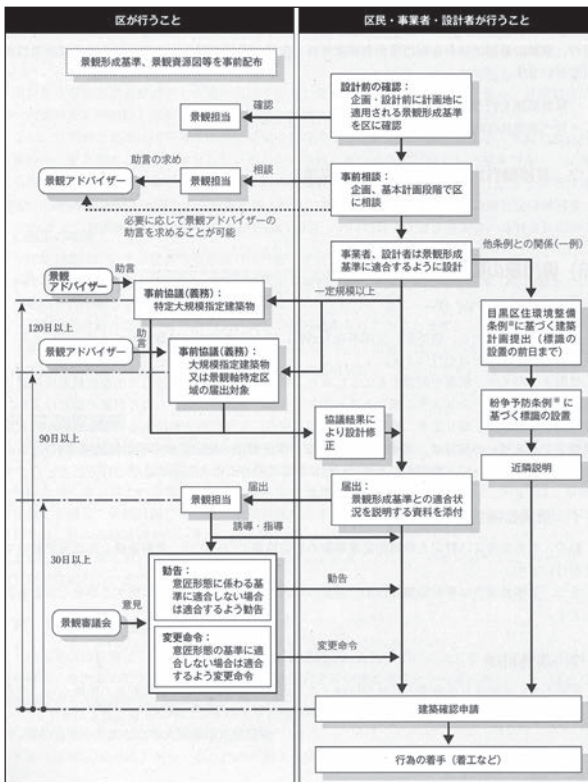 区が行うこと
区民・事業者・設計者が行うこと
景観形成基準、景観資源図等を事前配布
設計前の確認:
企画・設計前に計画地に
適用される景観形成基準
を区に確認
確認
景観担当
助言の求め
相談
景観アドバイザー
景観担当
事前相談:
企画、基本計画段階で区
に相談
必要に応じて景観アドバイザーの
助言を求めることが可能
事業者、設計者は景観形成
基準に適合するように設計
他条例との関係(一例)
景観
アドバイザー
助言
事前協議(義務):
特定大規模指定建築物
一定規模以上
目黒区住環境整備
条例※に基づく建築
計画提出(標識の
設置の前日まで)
120日以上
景観アドバイザー
助言
事前協議(義務):
大規模指定建築物
又は景観軸特定区
域の届出対象
紛争予防条例※に
基づく標識の設置
協議結果
により設計修
正
近隣説明
90日以上
届出
景観担当
届出:
景観形成基準との適合状
況を説明する資料を添付
誘導・指導
30日以上
勧告:
意匠形態に係わる基
準に適合しない場合
は適合するよう勧告
勧告
意見
景観審議会
変更命令:
意匠形態の基準に適
合しない場合は適合
するよう変更命令
変更命令
建築確認申請
行為の着手(着工など)